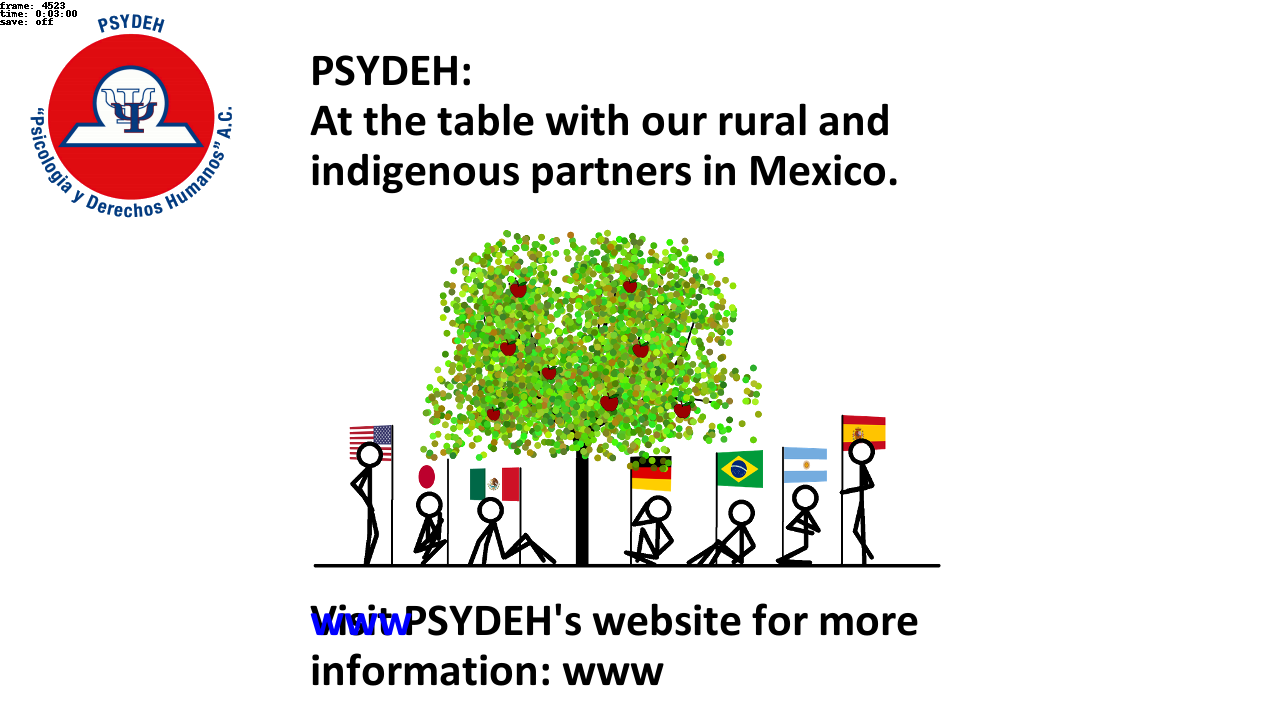 frame: 4523
time: 0:03:00
save: off
PSYDEH
"Psicología y Derechos Humanos" A.C.
PSYDEH:
At the table with our rural and
indigenous partners in Mexico.
www
Visit PSYDEH's website for more
information: www